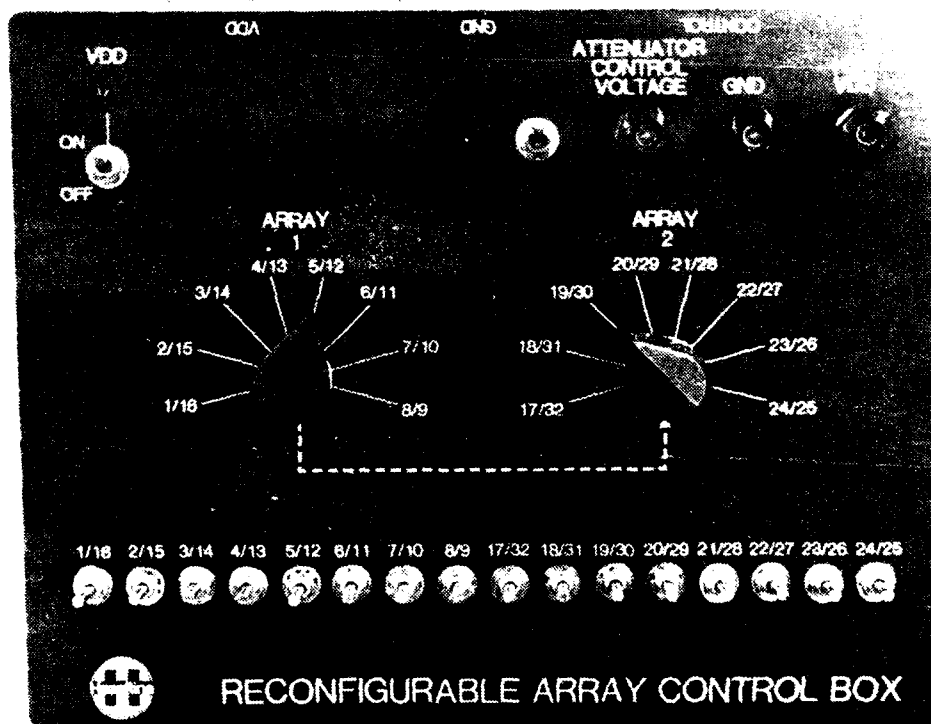 VDD
GND
CONTROL
VDD
ATTENUATOR
CONTROL
VOLTAGE
GND
VDD
ON
OFF
ARRAY
1
4/13 5/12
3/14 6/11
2/15 7/10
1/16 8/9
ARRAY
2
20/29 21/28
19/30 22/27
18/31 23/26
17/32 24/25
1/16 2/15 3/14 4/13 5/12 6/11 7/10 8/9 17/32 18/31 19/30 20/29 21/28 22/27 23/26 24/25
RECONFIGURABLE ARRAY CONTROL BOX